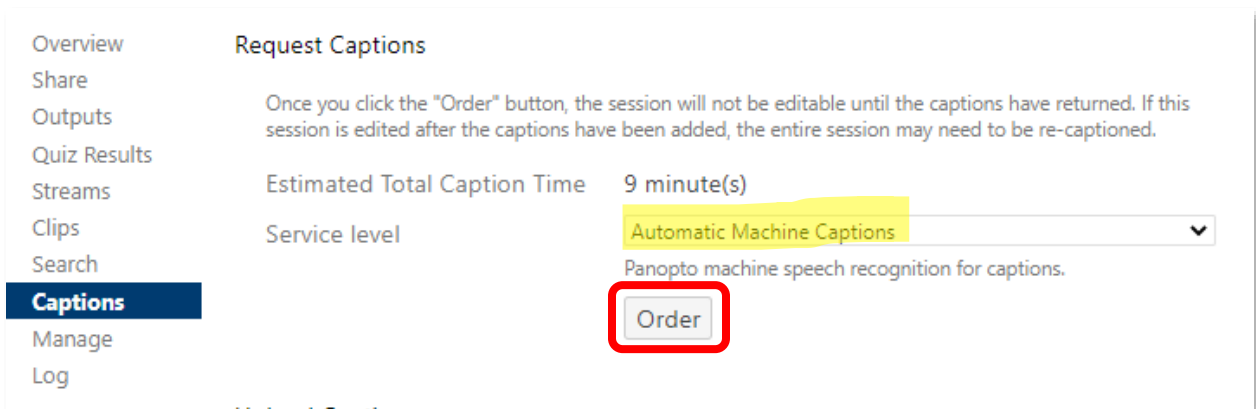 Overview
Share
Outputs
Quiz Results
Streams
Clips
Search
Captions
Manage
Log
Request Captions
Once you click the "Order" button, the session will not be editable until the captions have returned. If this
session is edited after the captions have been added, the entire session may need to be re-captioned.
Estimated Total Caption Time 9 minute(s)
Service level Automatic Machine Captions
Panopto machine speech recognition for captions.
Order